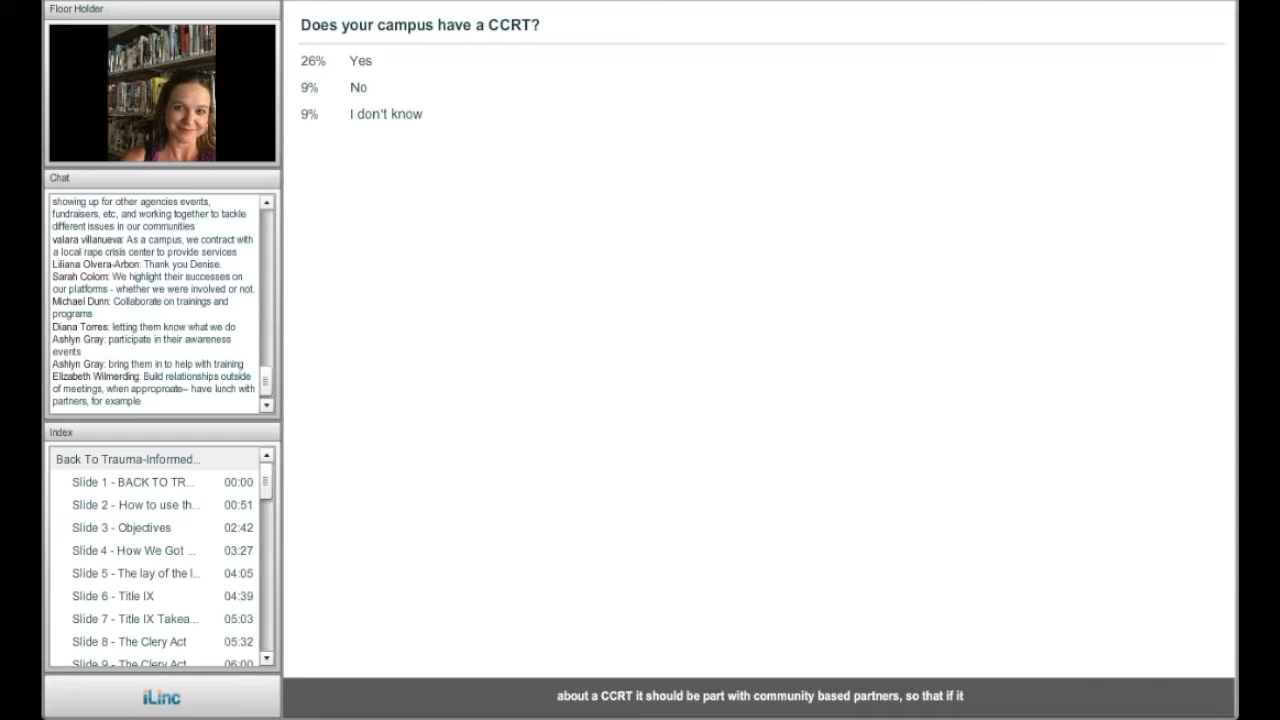 Floor Holder
Chat
showing up for other agencies events,
fundraisers, etc, and working together to tackle
different issues in our communities
valara villanueva: As a campus, we contract with
a local rape crisis center to provide services
Liliana Olvera-Arbon: Thank you Denise.
Sarah Colom: We highlight their successes on
our platforms - whether we were involved or not.
Michael Dunn: Collaborate on trainings and
programs
Diana Torres: letting them know what we do
Ashlyn Gray: participate in their awareness
events
Ashlyn Gray: bring them in to help with training
Elizabeth Wilmerding: Build relationships outside
of meetings, when approproate-- have lunch with
partners, for example
Index
Back To Trauma-Informed...
Slide 1 - BACK TO TR... 00:00
Slide 2 - How to use th... 00:51
Slide 3 - Objectives 02:42
Slide 4 - How We Got ... 03:27
Slide 5 - The lay of the l... 04:05
Slide 6 - Title IX 04:39
Slide 7 - Title IX Takea... 05:03
Slide 8 - The Clery Act 05:32
Slide 9 - The Clery Act 06:00
iLinc
Does your campus have a CCRT?
26% Yes
9% No
9% I don't know
about a CCRT it should be part with community based partners, so that if it